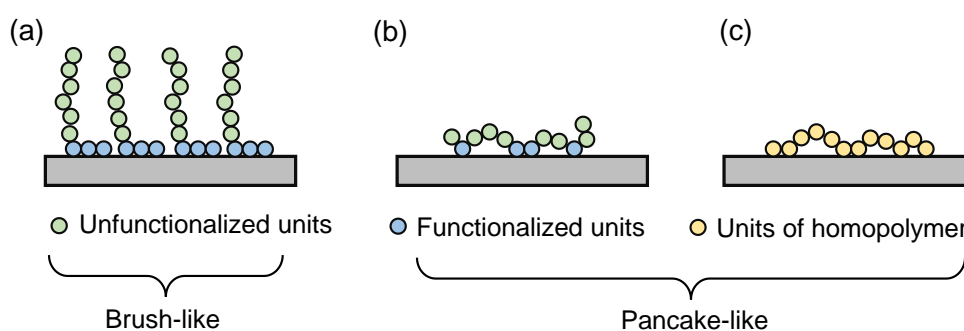 (a)
(b)
(c)
Unfunctionalized units
Functionalized units
Units of homopolymer
Brush-like
Pancake-like